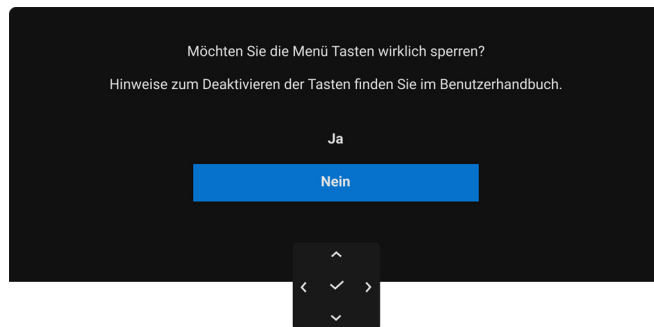 Möchten Sie die Menü Tasten wirklich sperren?
Hinweise zum Deaktivieren der Tasten finden Sie im Benutzerhandbuch.
Ja
Nein